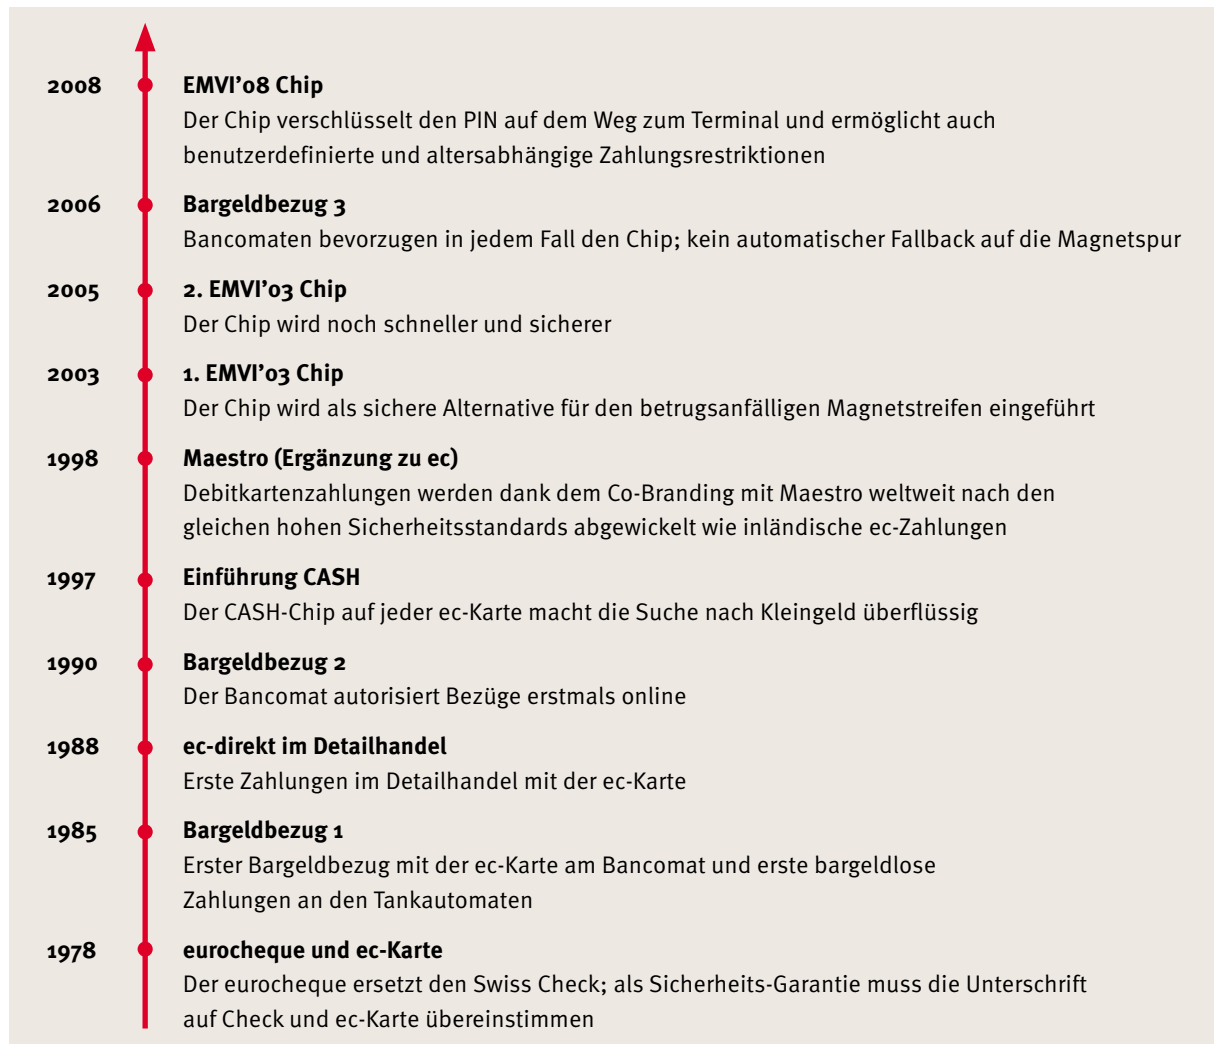 2008 EMVI’08 Chip
Der Chip verschlüsselt den PIN auf dem Weg zum Terminal und ermöglicht auch
benutzerdefinierte und altersabhängige Zahlungsrestriktionen
2006 Bargeldbezug 3
Bancomaten bevorzugen in jedem Fall den Chip; kein automatischer Fallback auf die Magnetspur
2005 2. EMVI’03 Chip
Der Chip wird noch schneller und sicherer
2003 1. EMVI’03 Chip
Der Chip wird als sichere Alternative für den betrugsanfälligen Magnetstreifen eingeführt
1998 Maestro (Ergänzung zu ec)
Debitkartenzahlungen werden dank dem Co-Branding mit Maestro weltweit nach den
gleichen hohen Sicherheitsstandards abgewickelt wie inländische ec-Zahlungen
1997 Einführung CASH
Der CASH-Chip auf jeder ec-Karte macht die Suche nach Kleingeld überflüssig
1990 Bargeldbezug 2
Der Bancomat autorisiert Bezüge erstmals online
1988 ec-direkt im Detailhandel
Erste Zahlungen im Detailhandel mit der ec-Karte
1985 Bargeldbezug 1
Erster Bargeldbezug mit der ec-Karte am Bancomat und erste bargeldlose
Zahlungen an den Tankautomaten
1978 eurocheque und ec-Karte
Der eurocheque ersetzt den Swiss Check; als Sicherheits-Garantie muss die Unterschrift
auf Check und ec-Karte übereinstimmen